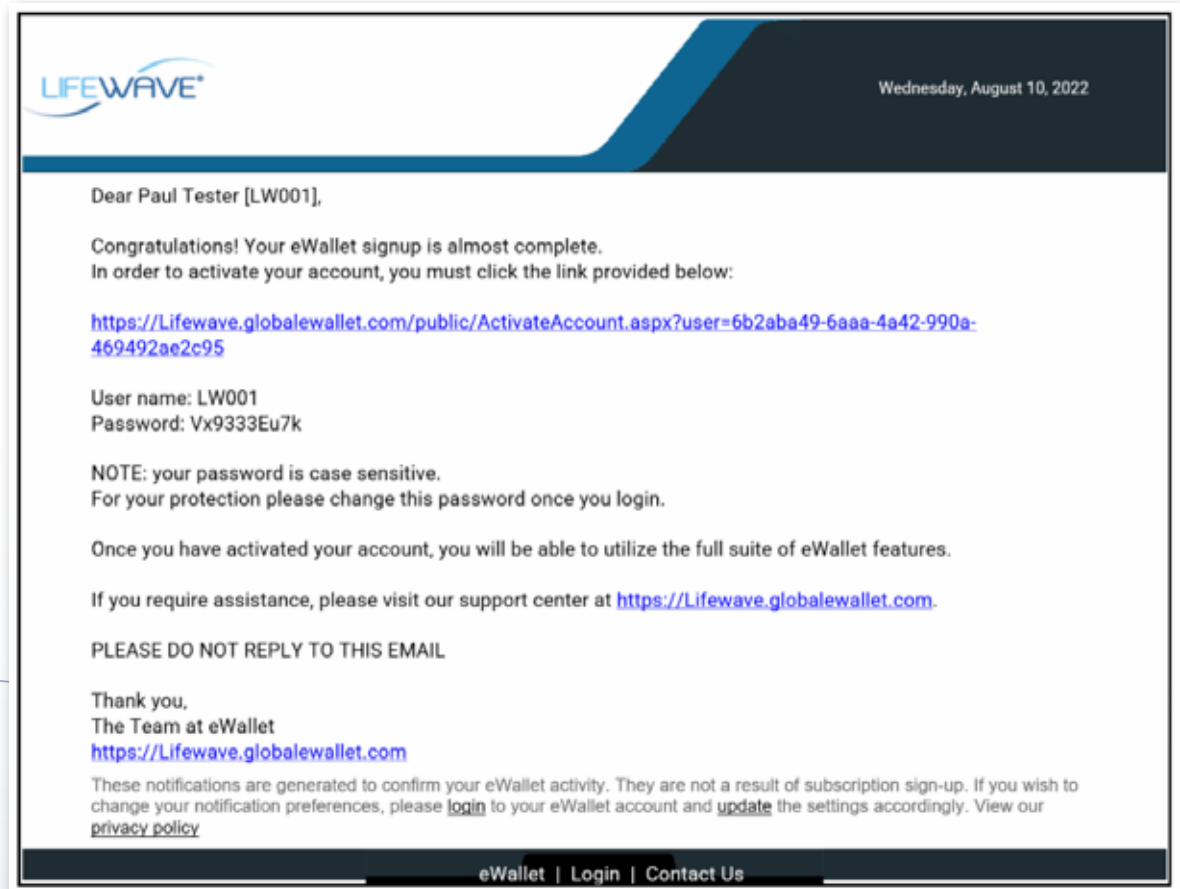 LIFEWAVE®
Wednesday, August 10, 2022
Dear Paul Tester [LW001],
Congratulations! Your eWallet signup is almost complete.
In order to activate your account, you must click the link provided below:
https://Lifewave.globalewallet.com/public/ActivateAccount.aspx?user=6b2aba49-6aaa-4a42-990a-
469492ae2c95
User name: LW001
Password: Vx9333Eu7k
NOTE: your password is case sensitive.
For your protection please change this password once you login.
Once you have activated your account, you will be able to utilize the full suite of eWallet features.
If you require assistance, please visit our support center at https://Lifewave.globalewallet.com.
PLEASE DO NOT REPLY TO THIS EMAIL
Thank you,
The Team at eWallet
https://Lifewave.globalewallet.com
These notifications are generated to confirm your eWallet activity. They are not a result of subscription sign-up. If you wish to
change your notification preferences, please login to your eWallet account and update the settings accordingly. View our
privacy policy
eWallet | Login | Contact Us